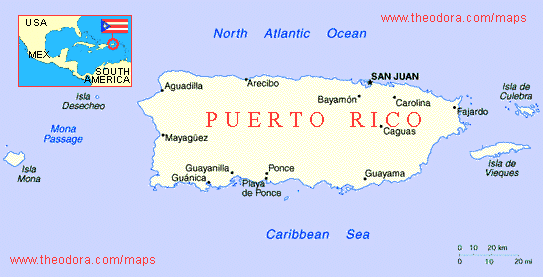 www.theodora.com/maps
USA
MEX
SOUTH
AMERICA
North Atlantic Ocean
Isla
Desecheo
Aguadilla
Arecibo
SAN JUAN
Bayamón
Carolina
Isla de
Culebra
Fajardo
PUERTO RICO
Mona
Passage
Mayagüez
Caguas
Isla
Mona
Isla de
Vieques
Guayanilla
Ponce
Guánica
Playa
de Ponce
Guayama
Caribbean Sea
www.theodora.com/maps
0 10 20 km
0 10 20 mi